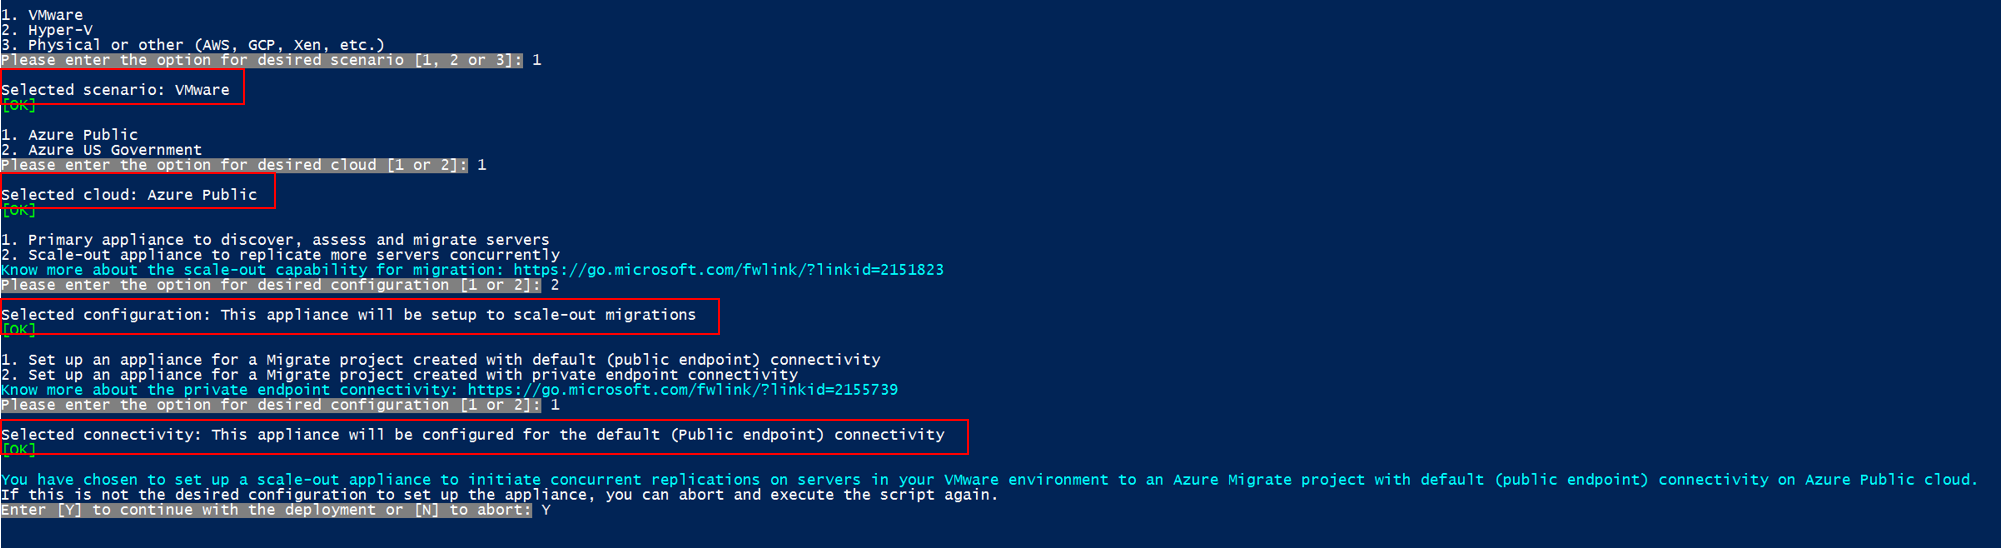 1. VMware
2. Hyper-V
3. Physical or other (AWS, GCP, Xen, etc.)
Please enter the option for desired scenario [1, 2 or 3]: 1
Selected scenario: VMware
[OK]
1. Azure Public
2. Azure US Government
Please enter the option for desired cloud [1 or 2]: 1
Selected cloud: Azure Public
[OK]
1. Primary appliance to discover, assess and migrate servers
2. Scale-out appliance to replicate more servers concurrently
Know more about the scale-out capability for migration: https://go.microsoft.com/fwlink/?linkid=2151823
Please enter the option for desired configuration [1 or 2]: 2
Selected configuration: This appliance will be setup to scale-out migrations
[OK]
1. Set up an appliance for a Migrate project created with default (public endpoint) connectivity
2. Set up an appliance for a Migrate project created with private endpoint connectivity
Know more about the private endpoint connectivity: https://go.microsoft.com/fwlink/?linkid=2155739
Please enter the option for desired configuration [1 or 2]: 1
Selected connectivity: This appliance will be configured for the default (Public endpoint) connectivity
[OK]
You have chosen to set up a scale-out appliance to initiate concurrent replications on servers in your VMware environment to an Azure Migrate project with default (public endpoint) connectivity on Azure Public cloud.
If this is not the desired configuration to set up the appliance, you can abort and execute the script again.
Enter [Y] to continue with the deployment or [N] to abort: Y